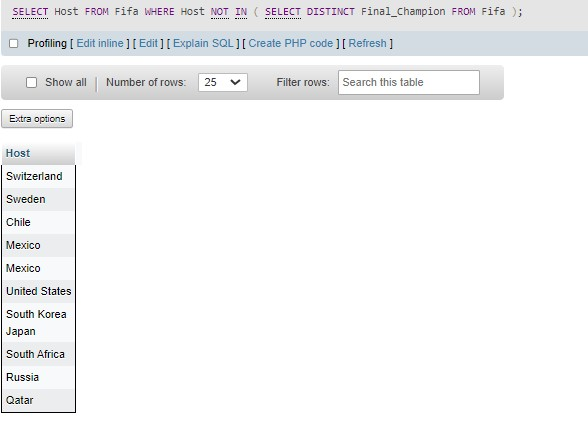 SELECT Host FROM Fifa WHERE Host NOT IN ( SELECT DISTINCT Final_Champion FROM Fifa );
Profiling [ Edit inline ] [ Edit ] [ Explain SQL ] [ Create PHP code ] [ Refresh ]
Show all Number of rows: 25 Filter rows: Search this table
Extra options
Host
Switzerland
Sweden
Chile
Mexico
Mexico
United States
South Korea
Japan
South Africa
Russia
Qatar